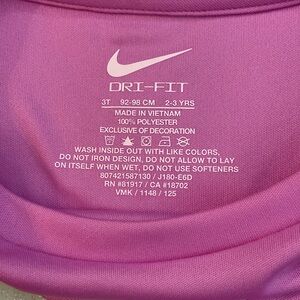 DRI-FIT
3T 92-98 CM 2-3 YRS
MADE IN VIETNAM
100% POLYESTER
EXCLUSIVE OF DECORATION
WASH INSIDE OUT WITH LIKE COLORS,
DO NOT IRON DESIGN, DO NOT ALLOW TO LAY
ON ITSELF WHEN WET, DO NOT USE SOFTENERS
807421587130 / J180-E6D
RN #81917 / CA #18702
VMK / 1148 / 125